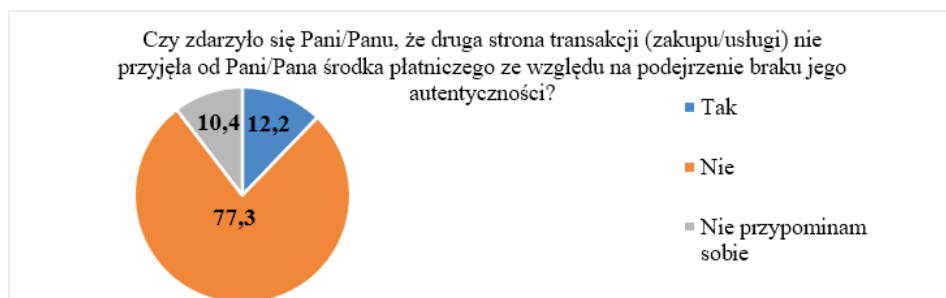 Czy zdarzyło się Pani/Panu, że druga strona transakcji (zakupu/usługi) nie
przyjęła od Pani/Pana środka płatniczego ze względu na podejrzenie braku jego
autentyczności?
Tak
10,4 12,2
Nie
77,3
Nie przypominam
sobie